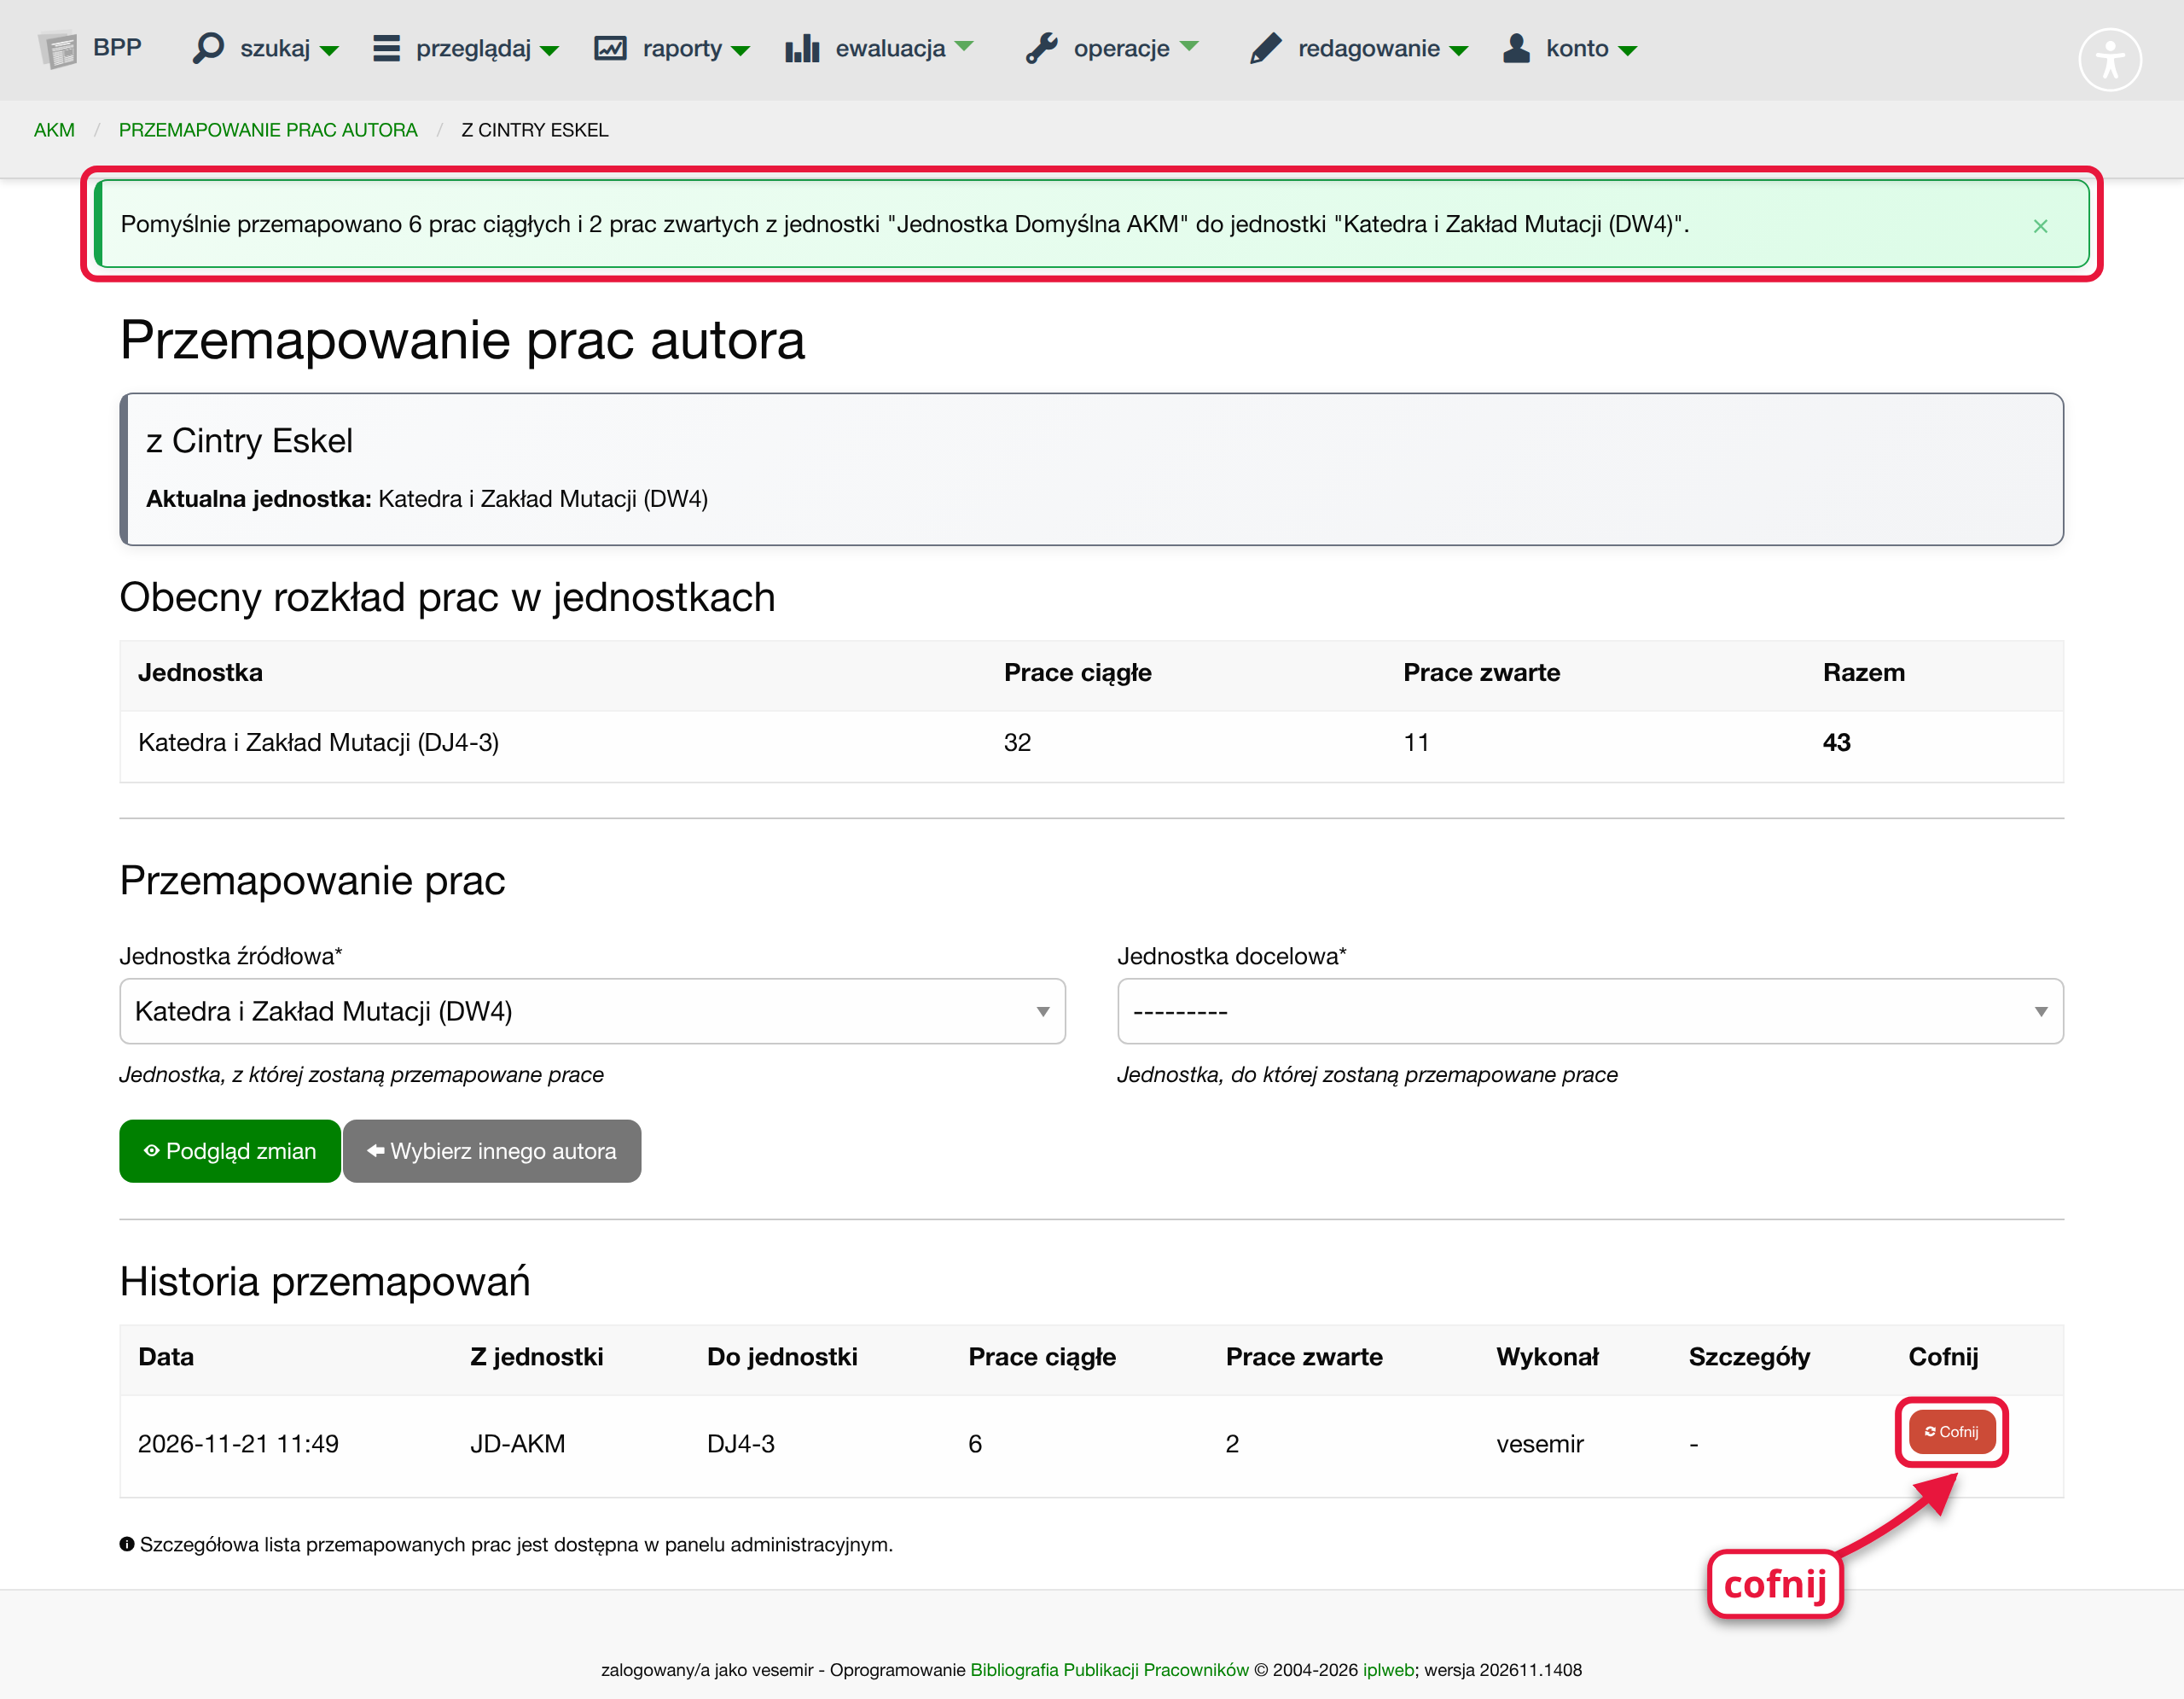 BPP szukaj przeglądaj raporty ewaluacja operacje redagowanie konto
AKM / PRZEMAPOWANIE PRAC AUTORA / Z CINTRY ESKEL
Pomyślnie przemapowano 6 prac ciągłych i 2 prac zwartych z jednostki "Jednostka Domyślna AKM" do jednostki "Katedra i Zakład Mutacji (DW4)". ×
Przemapowanie prac autora
z Cintry Eskel
Aktualna jednostka: Katedra i Zakład Mutacji (DW4)
Obecny rozkład prac w jednostkach
Jednostka Prace ciągłe Prace zwarte Razem
Katedra i Zakład Mutacji (DJ4-3) 32 11 43
Przemapowanie prac
Jednostka źródłowa* Jednostka docelowa*
Katedra i Zakład Mutacji (DW4) ---------
Jednostka, z której zostaną przemapowane prace Jednostka, do której zostaną przemapowane prace
Podgląd zmian Wybierz innego autora
Historia przemapowań
Data Z jednostki Do jednostki Prace ciągłe Prace zwarte Wykonał Szczegóły Cofnij
2026-11-21 11:49 JD-AKM DJ4-3 6 2 vesemir - Cofnij
Szczegółowa lista przemapowanych prac jest dostępna w panelu administracyjnym.
cofnij
zalogowany/a jako vesemir - Oprogramowanie Bibliografia Publikacji Pracowników © 2004-2026 iplweb; wersja 202611.1408